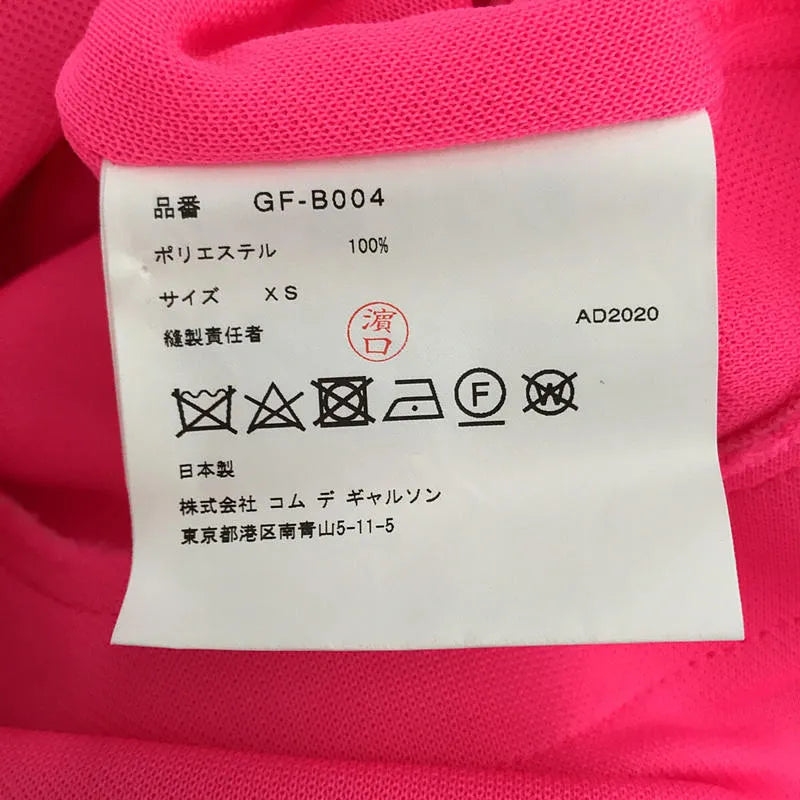 品番 GF-B004
ポリエステル 100%
サイズ XS
縫製責任者 濵口 AD2020
F W
日本製
株式会社 コム デ ギャルソン
東京都港区南青山5-11-5